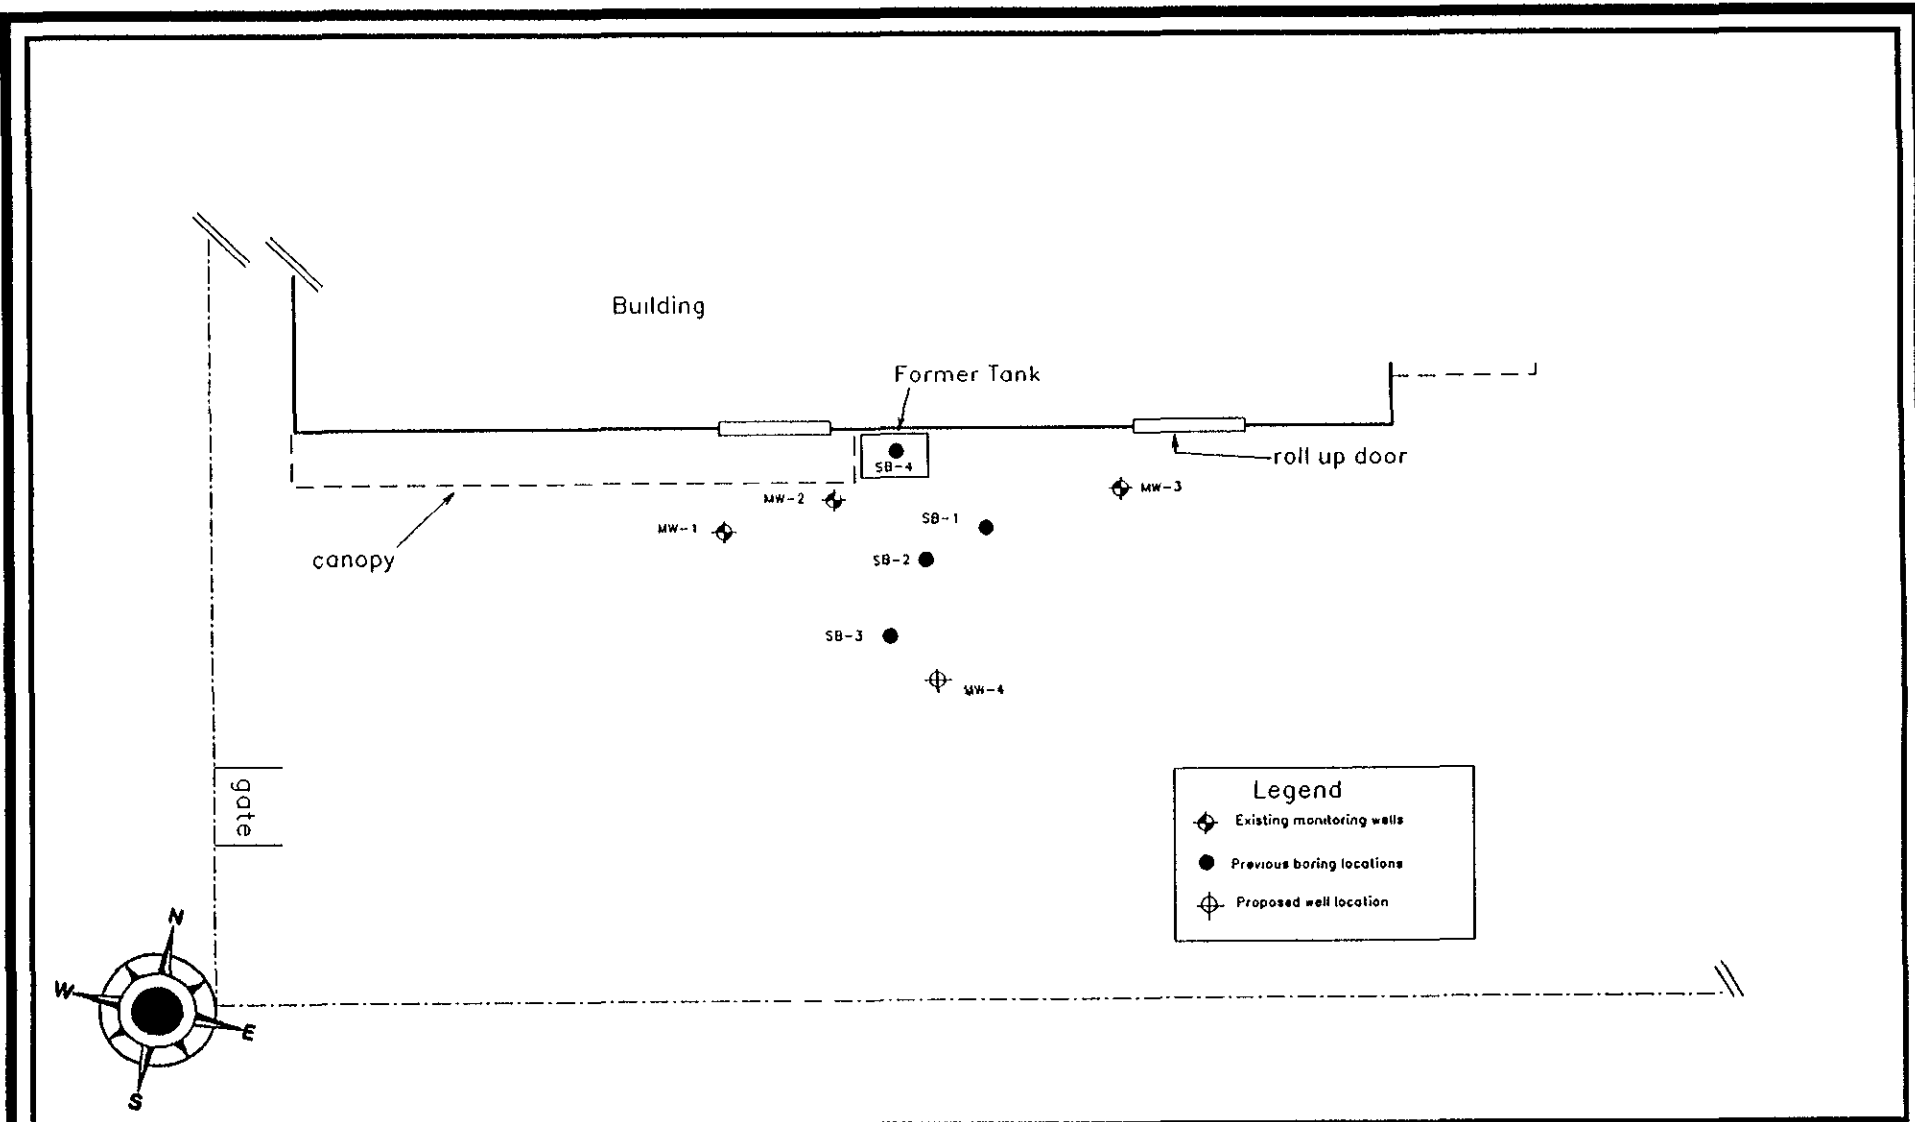 Building
Former Tank
SB-4
roll up door
MW-2
MW-3
MW-1
SB-1
canopy
SB-2
SB-3
MW-4
gate
Legend
Existing monitoring wells
Previous boring locations
Proposed well location
N
W
E
S